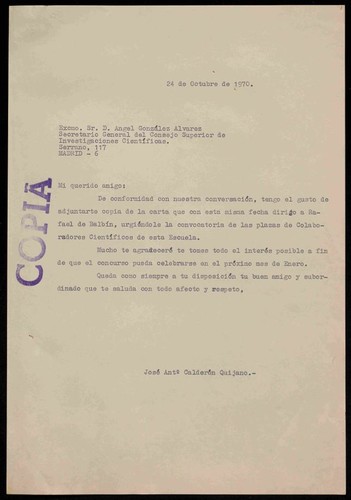 24 de Octubre de 1970.
Excmo. Sr. D. Angel González Alvarez
Secretario General del Consejo Superior de
Investigaciones Científicas.
Serrano, 117
MADRID - 6
COPIA
Mi querido amigo:
De conformidad con nuestra conversación, tengo el gusto de
adjuntarte copia de la carta que con esta misma fecha dirijo a Ra-
fael de Balbín, urgiéndole la convocatoria de las plazas de Colabo-
radores Científicos de esta Escuela.
Mucho te agradeceré te tomes todo el interés posible a
fin de que el concurso pueda celebrarse en el próximo mes de Enero.
Queda como siempre a tu disposición tu buen amigo y subor-
dinado que te saluda con todo afecto y respeto,
José Antº Calderón Quijano.-